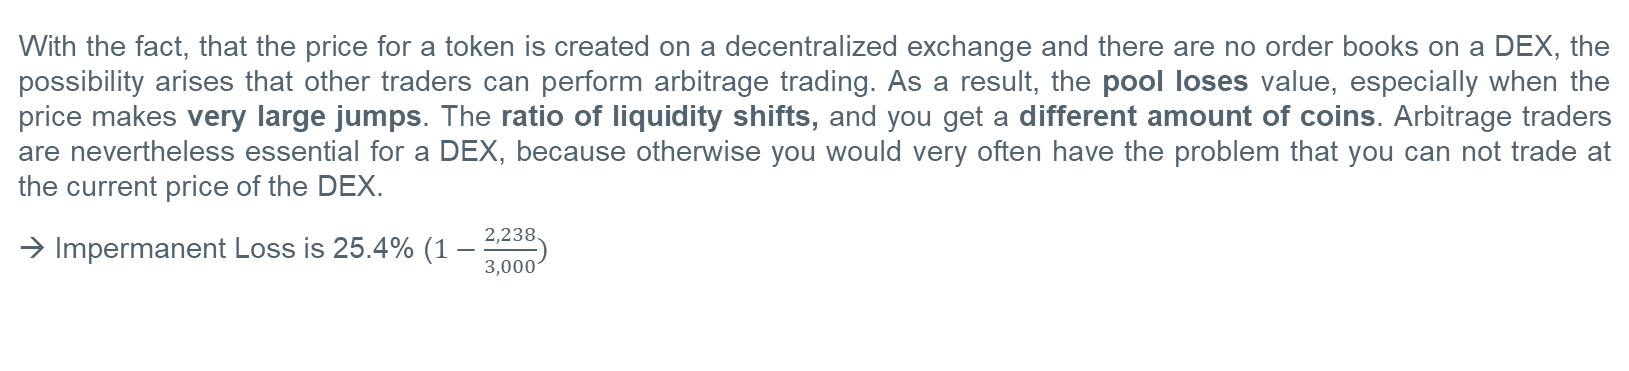 With the fact, that the price for a token is created on a decentralized exchange and there are no order books on a DEX, the
possibility arises that other traders can perform arbitrage trading. As a result, the pool loses value, especially when the
price makes very large jumps. The ratio of liquidity shifts, and you get a different amount of coins. Arbitrage traders
are nevertheless essential for a DEX, because otherwise you would very often have the problem that you can not trade at
the current price of the DEX.
→ Impermanent Loss is 25.4% (1 − 2,238/3,000)